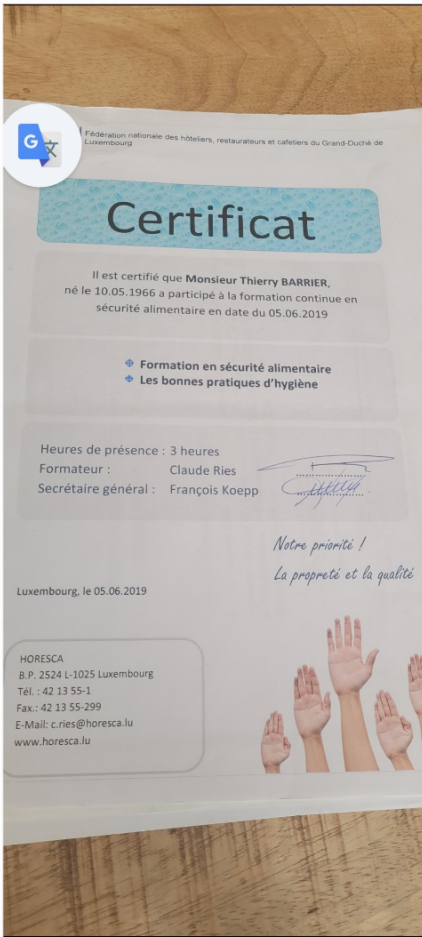 Fédération nationale des hôteliers, restaurateurs et cafetiers du Grand-Duché de
Luxembourg
Certificat
Il est certifié que Monsieur Thierry BARRIER,
né le 10.05.1966 a participé à la formation continue en
sécurité alimentaire en date du 05.06.2019
Formation en sécurité alimentaire
Les bonnes pratiques d'hygiène
Heures de présence : 3 heures
Formateur : Claude Ries
Secrétaire général : François Koepp
Notre priorité !
La propreté et la qualité
Luxembourg, le 05.06.2019
HORESCA
B.P. 2524 L-1025 Luxembourg
Tél. : 42 13 55-1
Fax.: 42 13 55-299
E-Mail: c.ries@horesca.lu
www.horesca.lu